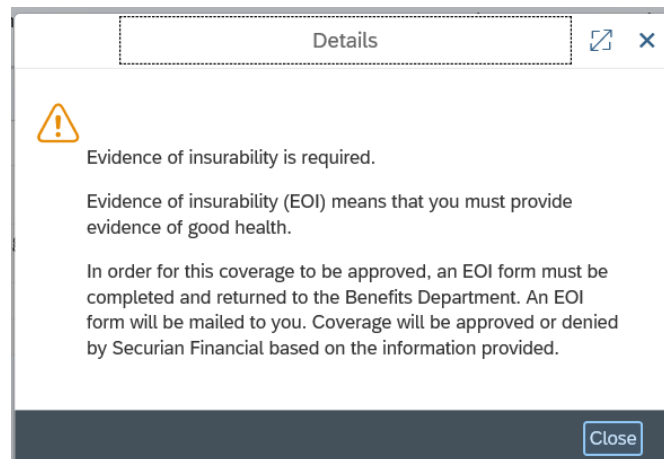 Details
Evidence of insurability is required.
Evidence of insurability (EOI) means that you must provide
evidence of good health.
In order for this coverage to be approved, an EOI form must be
completed and returned to the Benefits Department. An EOI
form will be mailed to you. Coverage will be approved or denied
by Securian Financial based on the information provided.
Close